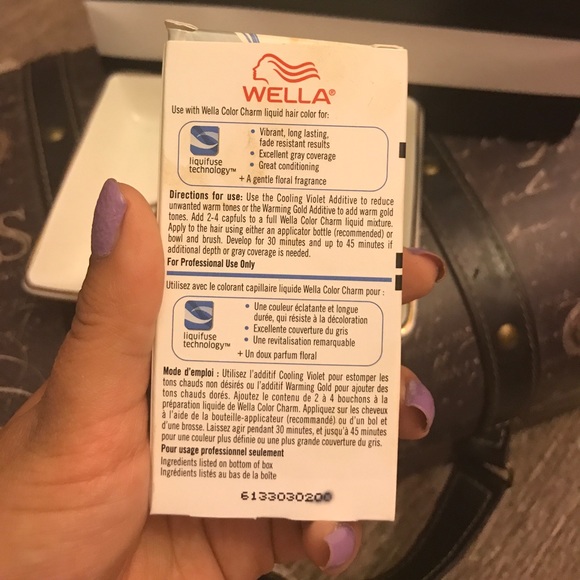 WELLA®
Use with Wella Color Charm liquid hair color for:
liquifuse
technology™
• Vibrant, long lasting,
fade resistant results
• Excellent gray coverage
• Great conditioning
+ A gentle floral fragrance
Directions for use: Use the Cooling Violet Additive to reduce
unwanted warm tones or the Warming Gold Additive to add warm gold
tones. Add 2-4 capfuls to a full Wella Color Charm liquid mixture.
Apply to the hair using either an applicator bottle (recommended) or
bowl and brush. Develop for 30 minutes and up to 45 minutes if
additional depth or gray coverage is needed.
For Professional Use Only
Utilisez avec le colorant capillaire liquide Wella Color Charm pour :
liquifuse
technology™
• Une couleur éclatante et longue
durée, qui résiste à la décoloration
• Excellente couverture du gris
• Une revitalisation remarquable
+ Un doux parfum floral
Mode d'emploi : Utilisez l'additif Cooling Violet pour estomper les
tons chauds non désirés ou l'additif Warming Gold pour ajouter des
tons chauds dorés. Ajoutez le contenu de 2 à 4 bouchons à la
préparation liquide de Wella Color Charm. Appliquez sur les cheveux
à l'aide de la bouteille-applicateur (recommandé) ou d'un bol et
d'une brosse. Laissez agir pendant 30 minutes, et jusqu'à 45 minutes
pour une couleur plus définie ou une plus grande couverture du gris.
Pour usage professionnel seulement
Ingredients listed on bottom of box
Ingrédients listés au bas de la boîte
61330302